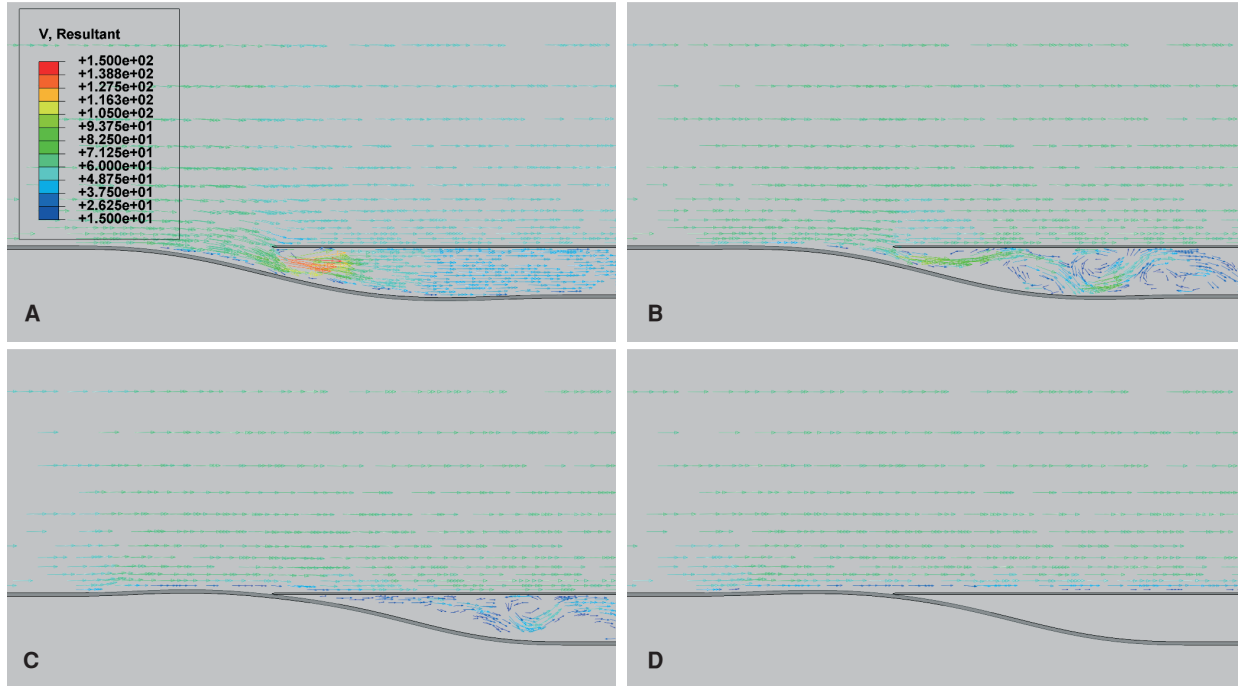 V, Resultant
+1.500e+02
+1.388e+02
+1.275e+02
+1.163e+02
+1.050e+02
+9.375e+01
+8.250e+01
+7.125e+01
+6.000e+01
+4.875e+01
+3.750e+01
+2.625e+01
+1.500e+01
A
B
C
D